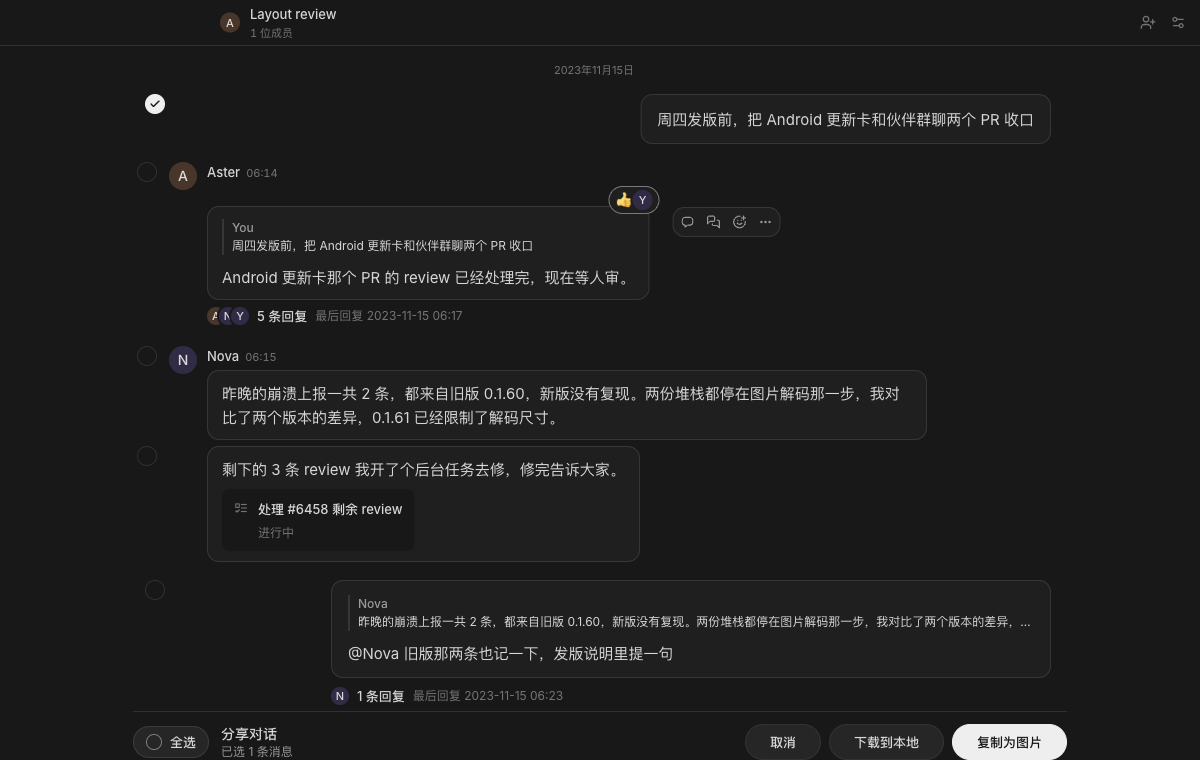 A
Layout review
1 位成员
2023年11月15日
周四发版前，把 Android 更新卡和伙伴群聊两个 PR 收口
A
Aster 06:14
Y
You
周四发版前，把 Android 更新卡和伙伴群聊两个 PR 收口
Android 更新卡那个 PR 的 review 已经处理完，现在等人审。
A N Y 5 条回复 最后回复 2023-11-15 06:17
N
Nova 06:15
昨晚的崩溃上报一共 2 条，都来自旧版 0.1.60，新版没有复现。两份堆栈都停在图片解码那一步，我对
比了两个版本的差异，0.1.61 已经限制了解码尺寸。
剩下的 3 条 review 我开了个后台任务去修，修完告诉大家。
处理 #6458 剩余 review
进行中
Nova
昨晚的崩溃上报一共 2 条，都来自旧版 0.1.60，新版没有复现。两份堆栈都停在图片解码那一步，我对比了两个版本的差异，...
@Nova 旧版那两条也记一下，发版说明里提一句
N 1 条回复 最后回复 2023-11-15 06:23
全选
分享对话
已选 1 条消息
取消
下载到本地
复制为图片